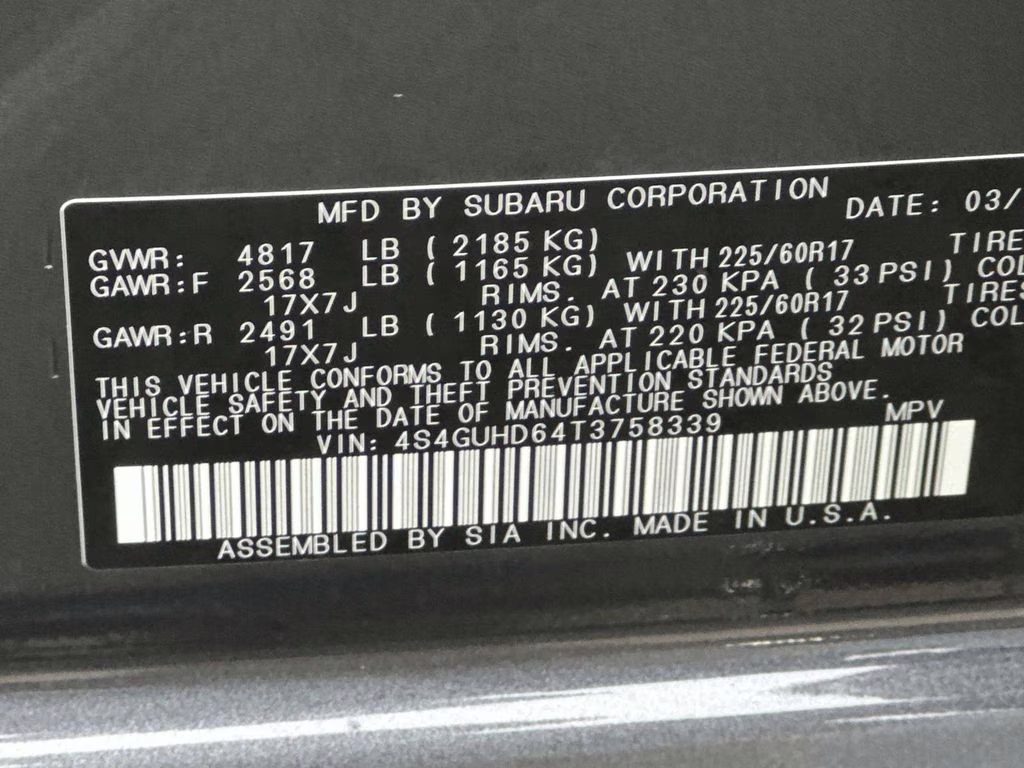 MFD BY SUBARU CORPORATION DATE: 03/
GVWR: 4817 LB ( 2185 KG)
GAWR:F 2568 LB ( 1165 KG) WITH 225/60R17 TIRE
17X7J RIMS. AT 230 KPA ( 33 PSI) COL
GAWR:R 2491 LB ( 1130 KG) WITH 225/60R17 TIRES
17X7J RIMS. AT 220 KPA ( 32 PSI) COL
THIS VEHICLE CONFORMS TO ALL APPLICABLE FEDERAL MOTOR
VEHICLE SAFETY AND THEFT PREVENTION STANDARDS
IN EFFECT ON THE DATE OF MANUFACTURE SHOWN ABOVE.
VIN: 4S4GUHD64T3758339 MPV
ASSEMBLED BY SIA INC. MADE IN U.S.A.